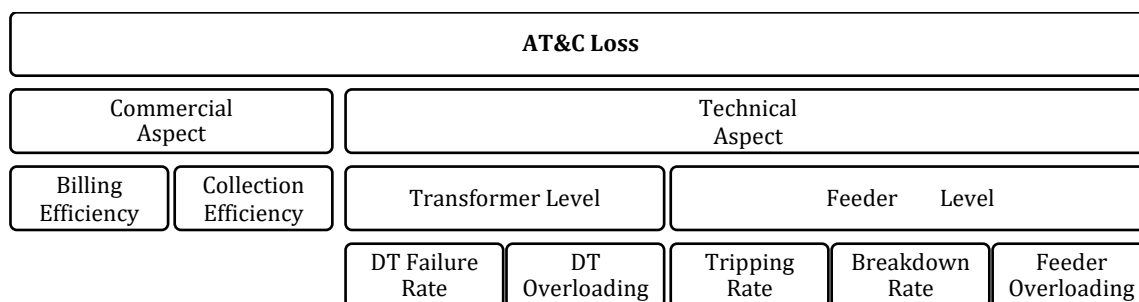 AT&C Loss
Commercial
Aspect
Technical
Aspect
Billing
Efficiency
Collection
Efficiency
Transformer Level
Feeder Level
DT Failure
Rate
DT
Overloading
Tripping
Rate
Breakdown
Rate
Feeder
Overloading